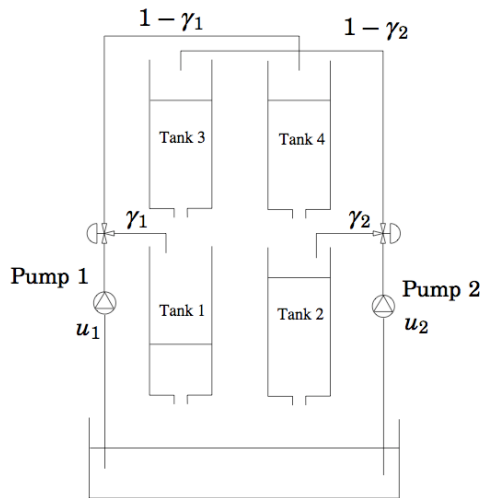 1 − γ₁
1 − γ₂
Tank 3
Tank 4
γ₁
γ₂
Pump 1
u₁
Tank 1
Tank 2
Pump 2
u₂